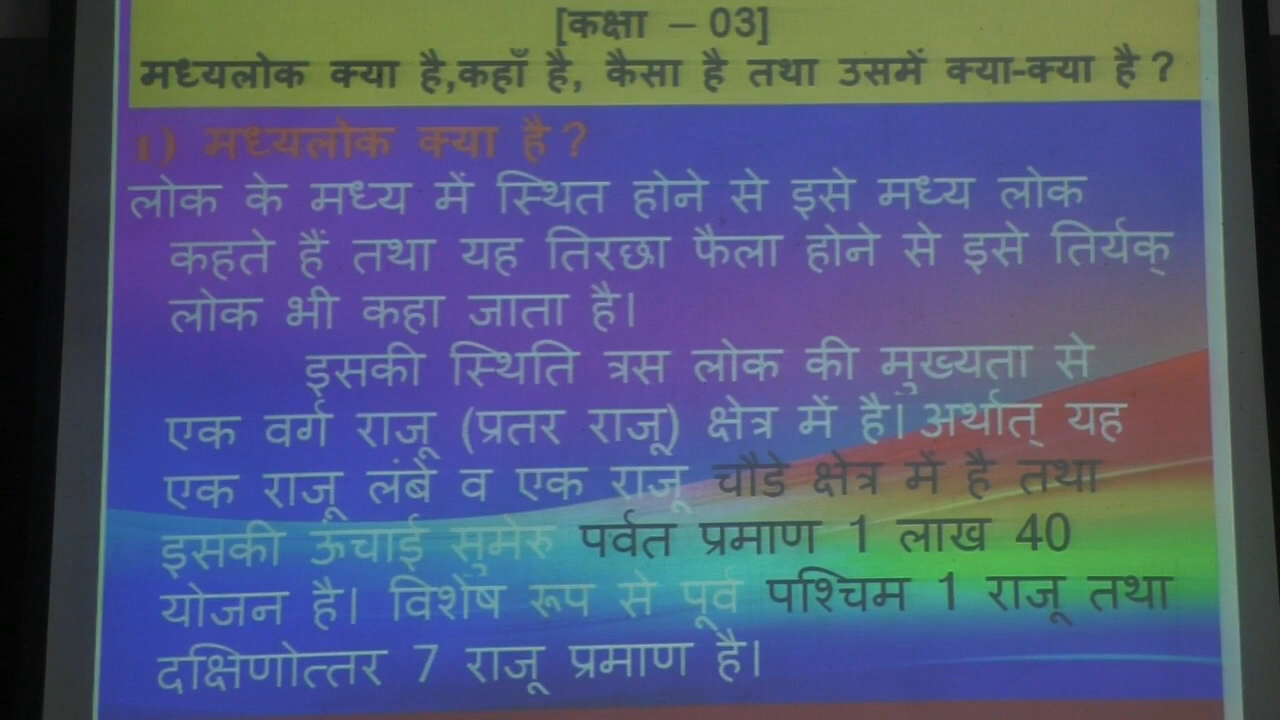 [कक्षा – 03]
मध्यलोक क्या है,कहाँ है, कैसा है तथा उसमें क्या-क्या है ?
1) मध्यलोक क्या है ?
लोक के मध्य में स्थित होने से इसे मध्य लोक
कहते हैं तथा यह तिरछा फैला होने से इसे तिर्यक्
लोक भी कहा जाता है।
इसकी स्थिति त्रस लोक की मुख्यता से
एक वर्ग राजू (प्रतर राजू) क्षेत्र में है। अर्थात् यह
एक राजू लंबे व एक राजू चौडे क्षेत्र में है तथा
इसकी ऊंचाई सुमेरु पर्वत प्रमाण 1 लाख 40
योजन है। विशेष रूप से पूर्व पश्चिम 1 राजू तथा
दक्षिणोत्तर 7 राजू प्रमाण है।